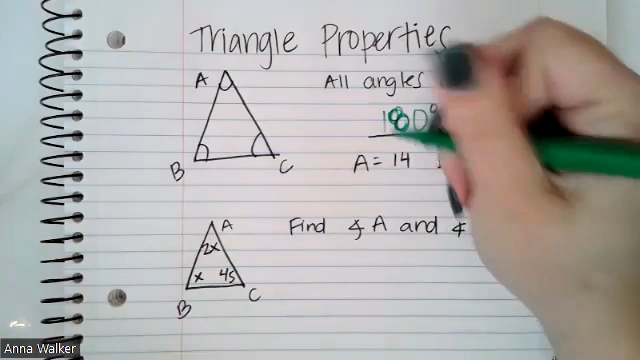 Triangle Properties
A
All angles
180°
B
C
A = 14
A
Find ∡ A and ∡
2x
x 45
B
C
Anna Walker